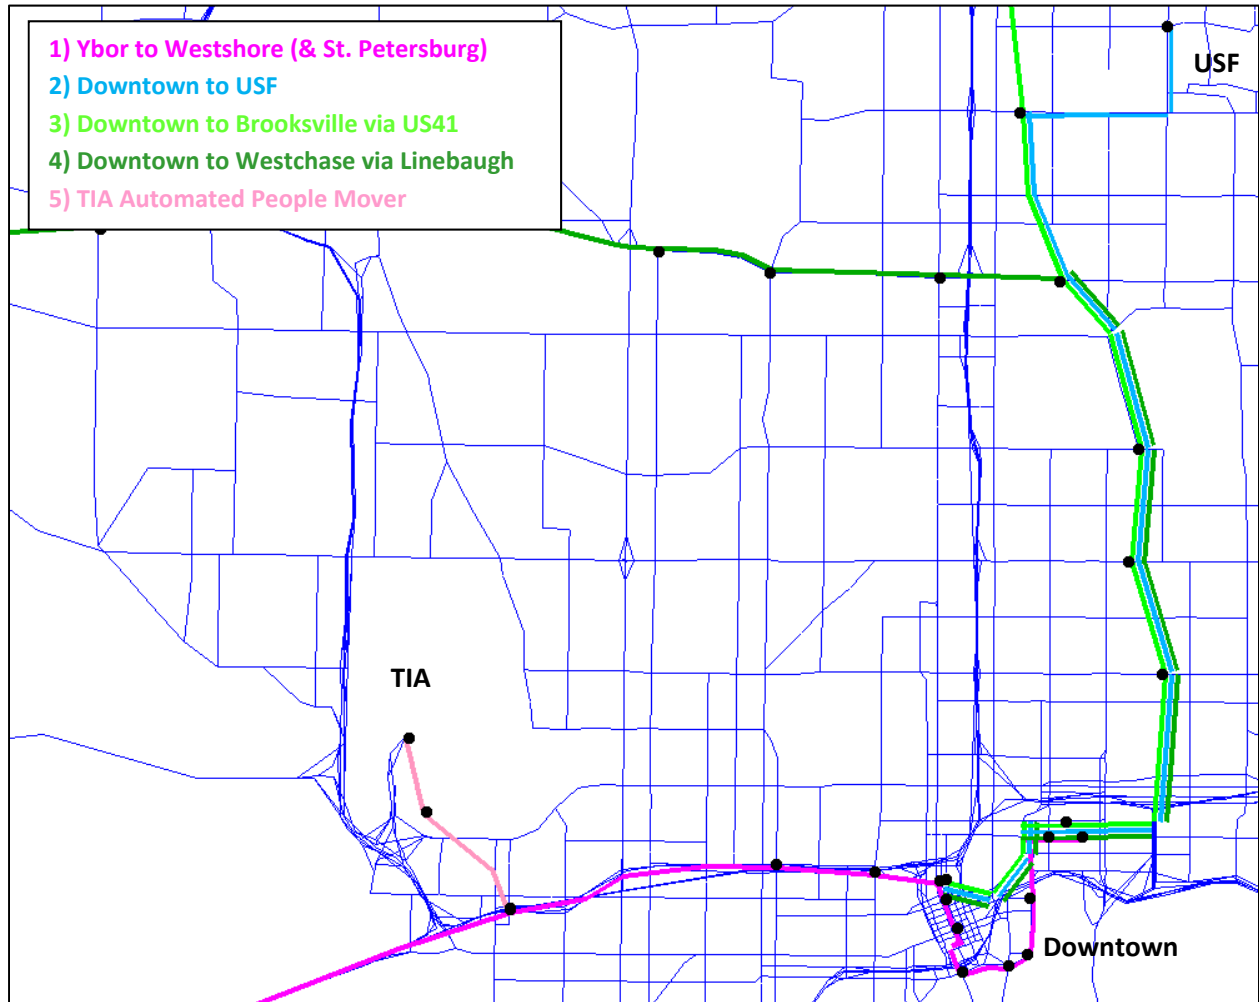 1) Ybor to Westshore (& St. Petersburg)
2) Downtown to USF
3) Downtown to Brooksville via US41
4) Downtown to Westchase via Linebaugh
5) TIA Automated People Mover
USF
TIA
Downtown